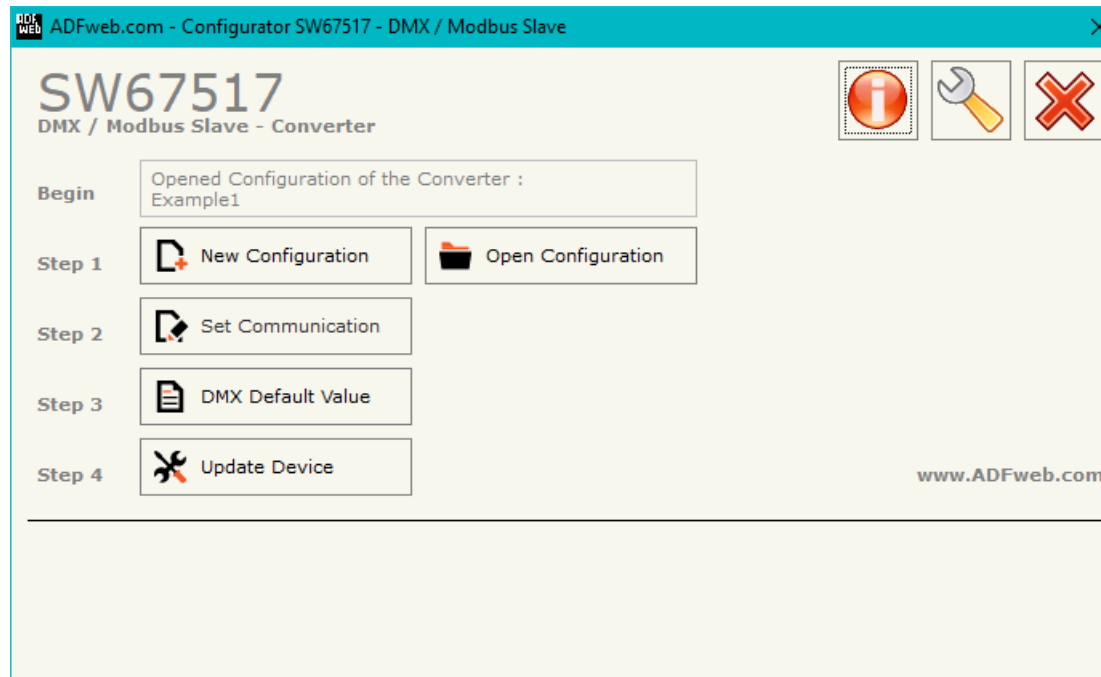 ADF
WEB
ADFweb.com - Configurator SW67517 - DMX / Modbus Slave
SW67517
DMX / Modbus Slave - Converter
Begin
Opened Configuration of the Converter :
Example1
Step 1
New Configuration
Open Configuration
Step 2
Set Communication
Step 3
DMX Default Value
Step 4
Update Device
www.ADFweb.com